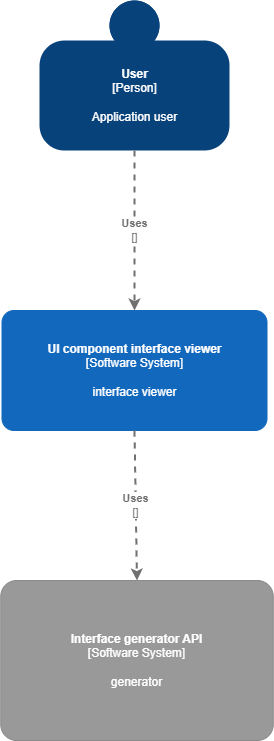 User
[Person]
Application user
Uses
[]
UI component interface viewer
[Software System]
interface viewer
Uses
[]
Interface generator API
[Software System]
generator